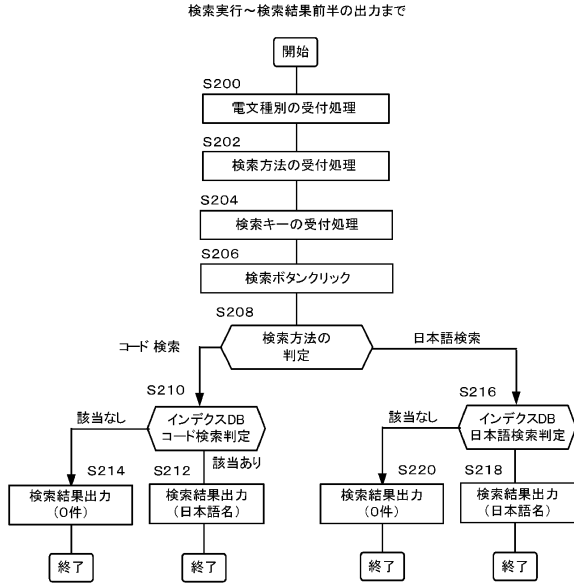 検索実行～検索結果前半の出力まで
開始
S200
電文種別の受付処理
S202
検索方法の受付処理
S204
検索キーの受付処理
S206
検索ボタンクリック
S208
検索方法の
判定
コード 検索
日本語検索
S210
インデクスDB
コード検索判定
S216
インデクスDB
日本語検索判定
該当なし
該当あり
該当なし
S214
検索結果出力
(0件)
S212
検索結果出力
(日本語名)
S220
検索結果出力
(0件)
S218
検索結果出力
(日本語名)
終了
終了
終了
終了